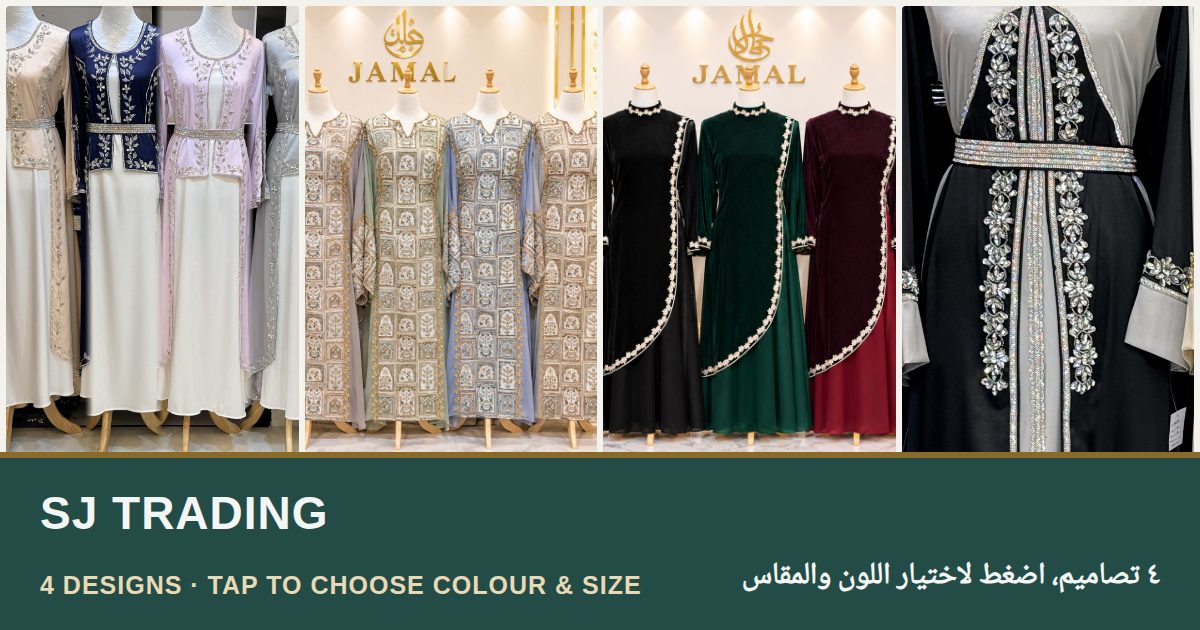 JAMAL
JAMAL
SJ TRADING
4 DESIGNS · TAP TO CHOOSE COLOUR & SIZE
٤ تصاميم، اضغط لاختيار اللون والمقاس